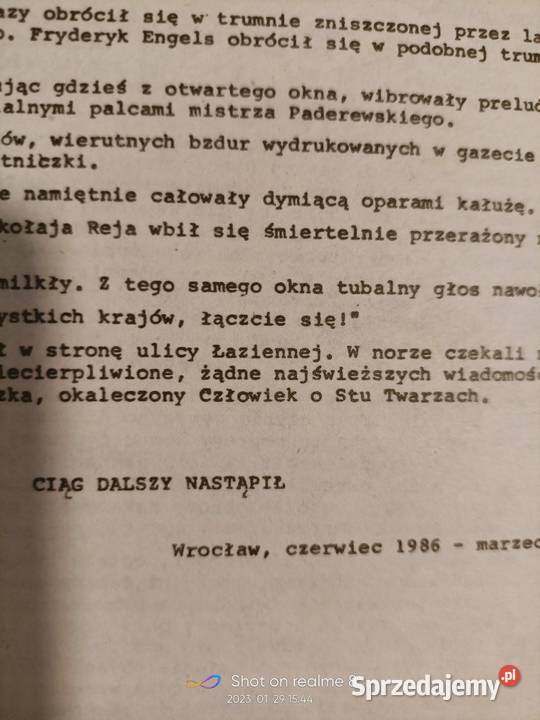 azy obrócił się w trumnie zniszczonej przez la
o. Fryderyk Engels obrócił się w podobnej trum
ując gdzieś z otwartego okna, wibrowały prelud
alnymi palcami mistrza Paderewskiego.
ów, wierutnych bzdur wydrukowanych w gazecie
tniczki.
e namiętnie całowały dymiącą oparami kałużę.
kołaja Reja wbił się śmiertelnie przerażony
milkły. Z tego samego okna tubalny głos nawo
ystkich krajów, łączcie się!"
ł w stronę ulicy Łaziennej. W norze czekali
iecierpliwione, żądne najświeższych wiadomoś
zka, okaleczony Człowiek o Stu Twarzach.
CIĄG DALSZY NASTĄPIŁ
Wrocław, czerwiec 1986 - marzec
Shot on realme 8
2023.01.29 15:44
Sprzedajemy.pl